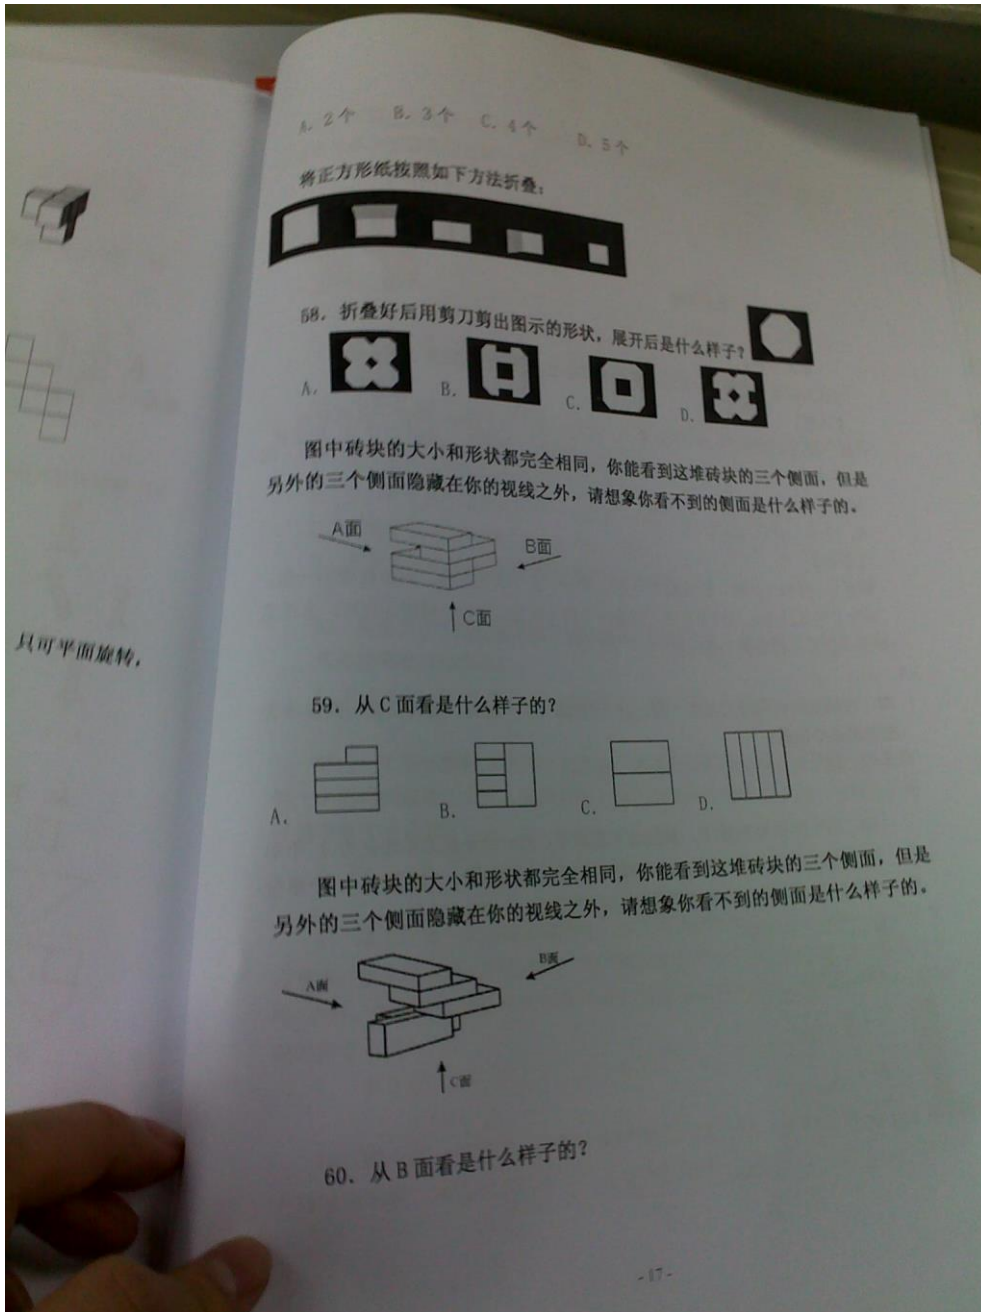 A. 2个 B. 3个 C. 4个 D. 5个
将正方形纸按照如下方法折叠：
58. 折叠好后用剪刀剪出图示的形状，展开后是什么样子？
A. B. C. D.
图中砖块的大小和形状都完全相同，你能看到这堆砖块的三个侧面，但是
另外的三个侧面隐藏在你的视线之外，请想象你看不到的侧面是什么样子的。
A面
B面
C面
只可平面旋转，
59. 从C面看是什么样子的？
A. B. C. D.
图中砖块的大小和形状都完全相同，你能看到这堆砖块的三个侧面，但是
另外的三个侧面隐藏在你的视线之外，请想象你看不到的侧面是什么样子的。
B面
A面
C面
60. 从B面看是什么样子的？
-17-